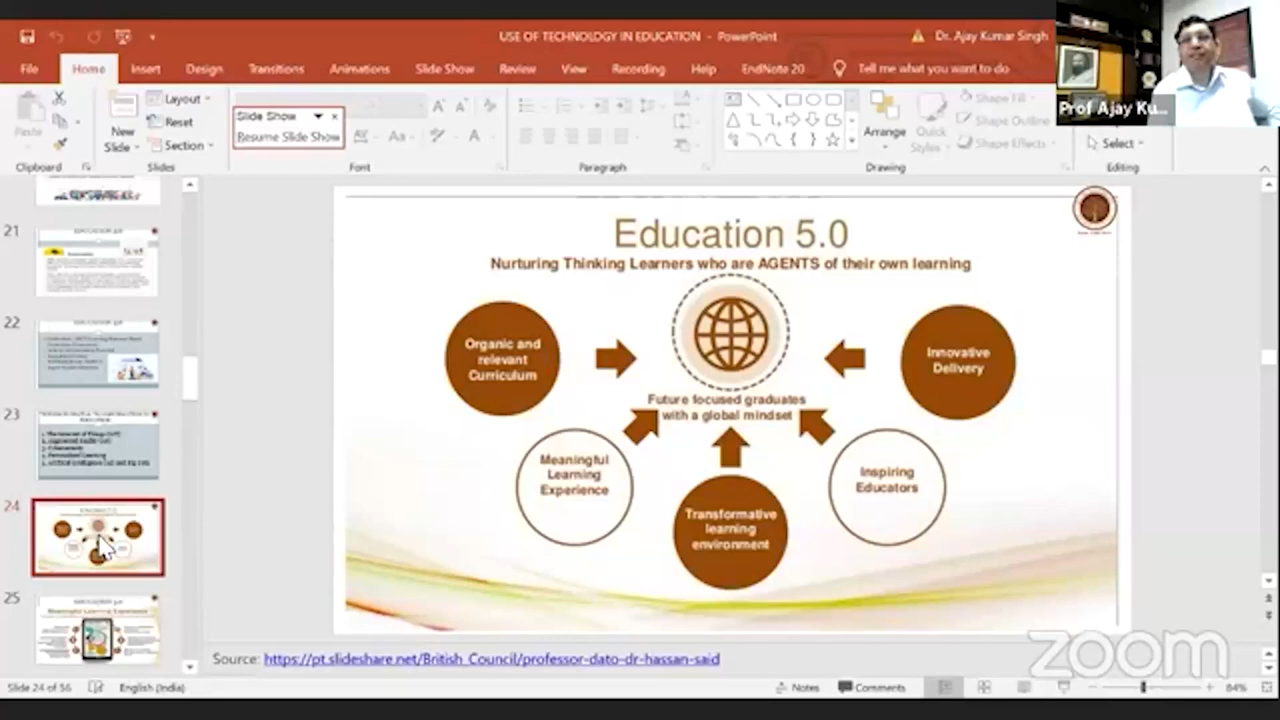 USE OF TECHNOLOGY IN EDUCATION - PowerPoint
Dr. Ajay Kumar Singh
File Home Insert Design Transitions Animations Slide Show Review View Recording Help EndNote 20 Tell me what you want to do
Prof Ajay Ku...
Paste
New
Slide
Layout
Reset
Section
Slide Show
Resume Slide Show
Aa
A
Arrange
Quick
Styles
Shape Fill
Shape Outline
Shape Effects
Select
Clipboard
Slides
Font
Paragraph
Drawing
Editing
21
22
23
24
25
Education 5.0
Nurturing Thinking Learners who are AGENTS of their own learning
Organic and
relevant
Curriculum
Innovative
Delivery
Future focused graduates
with a global mindset
Meaningful
Learning
Experience
Transformative
learning
environment
Inspiring
Educators
Source: https://pt.slideshare.net/British_Council/professor-dato-dr-hassan-said
zoom
Slide 24 of 56
English (India)
Notes
Comments
84%